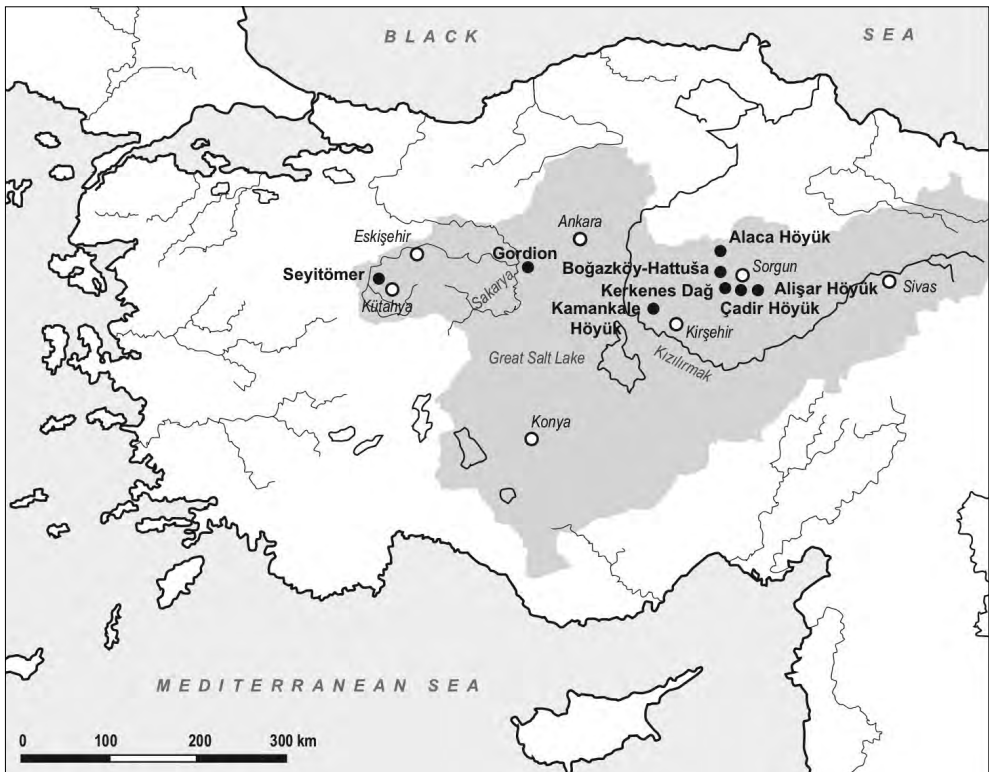 BLACK SEA
Ankara
Eskişehir
Alaca Höyük
Gordion
Seyitömer
Boğazköy-Hattuša
Sorgun
Sakarya
Kütahya
Kerkenes Dağ
Alişar Höyük
Sivas
Kamankale
Höyük
Çadir Höyük
Kirşehir
Great Salt Lake
Kızılırmak
Konya
MEDITERRANEAN SEA
0 100 200 300 km